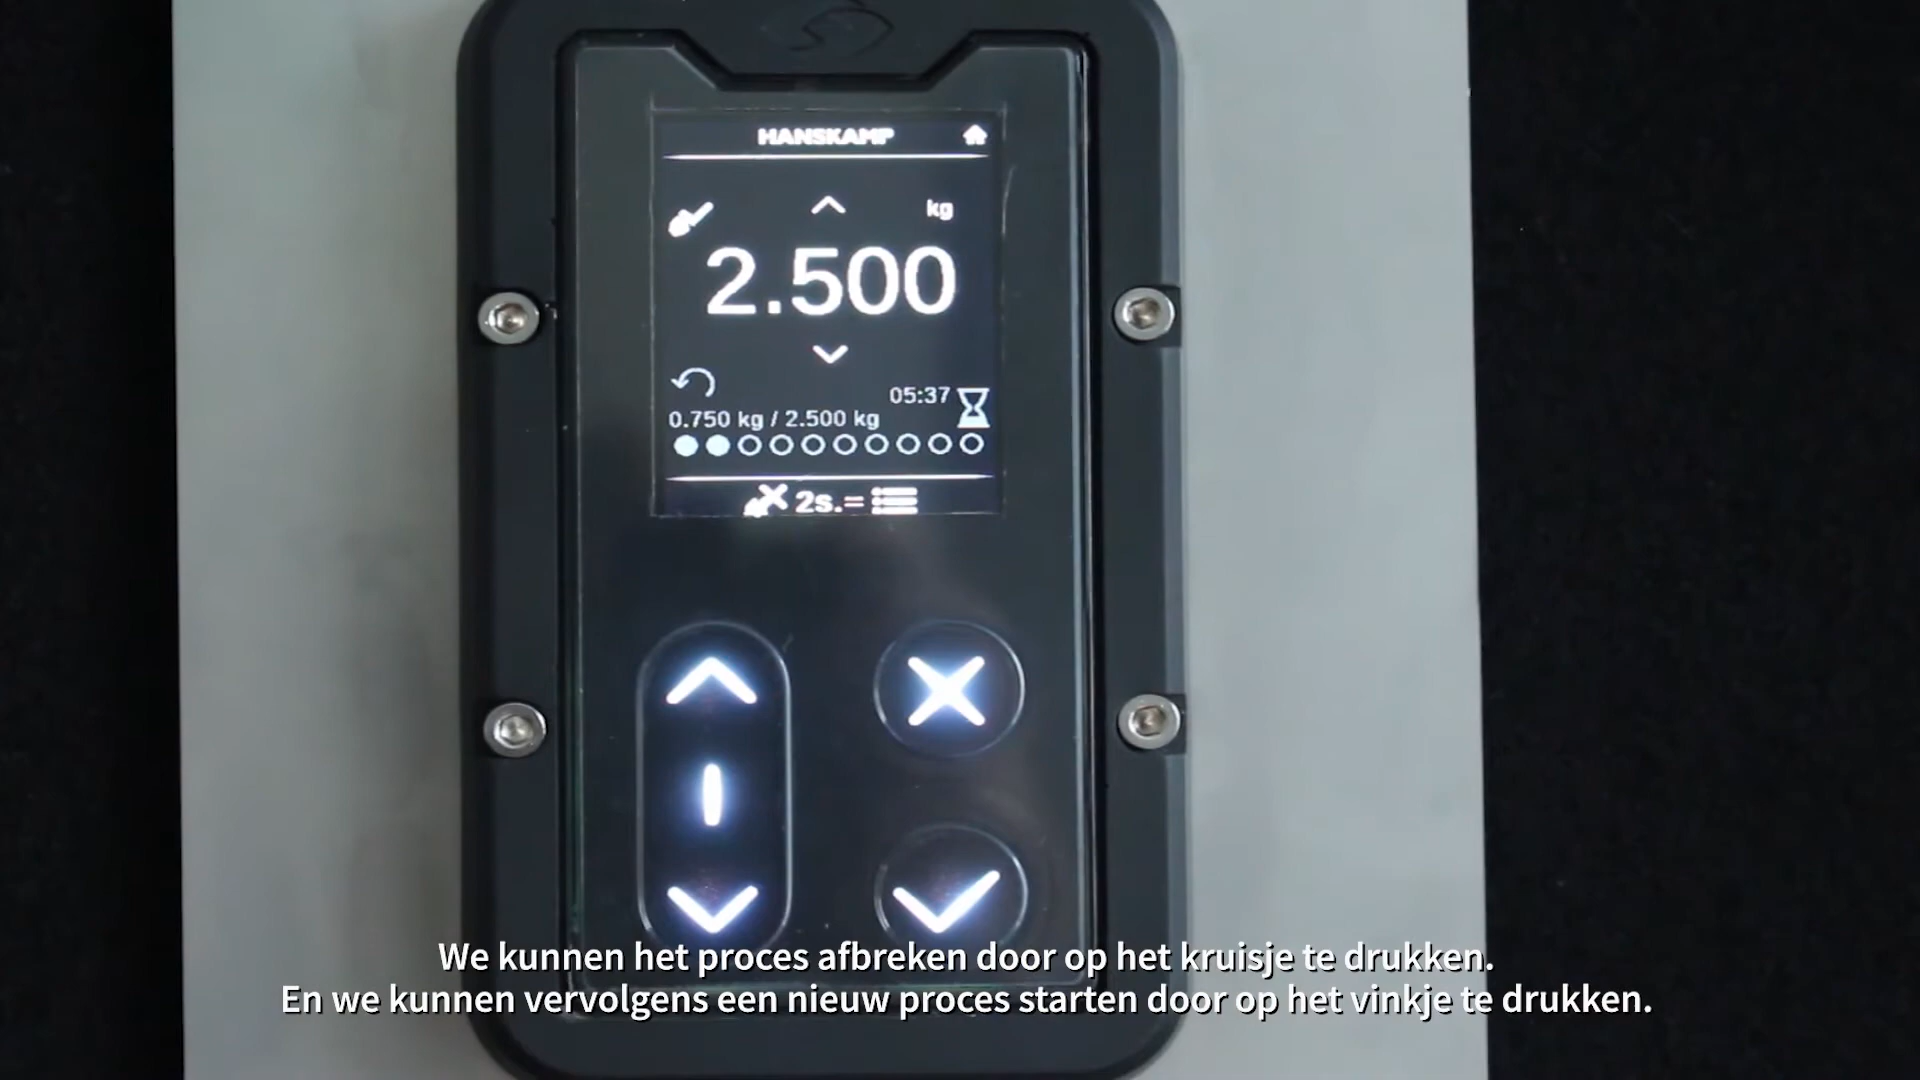 HANSKAMP
kg
2.500
05:37
0.750 kg / 2.500 kg
2s.=
We kunnen het proces afbreken door op het kruisje te drukken.
En we kunnen vervolgens een nieuw proces starten door op het vinkje te drukken.